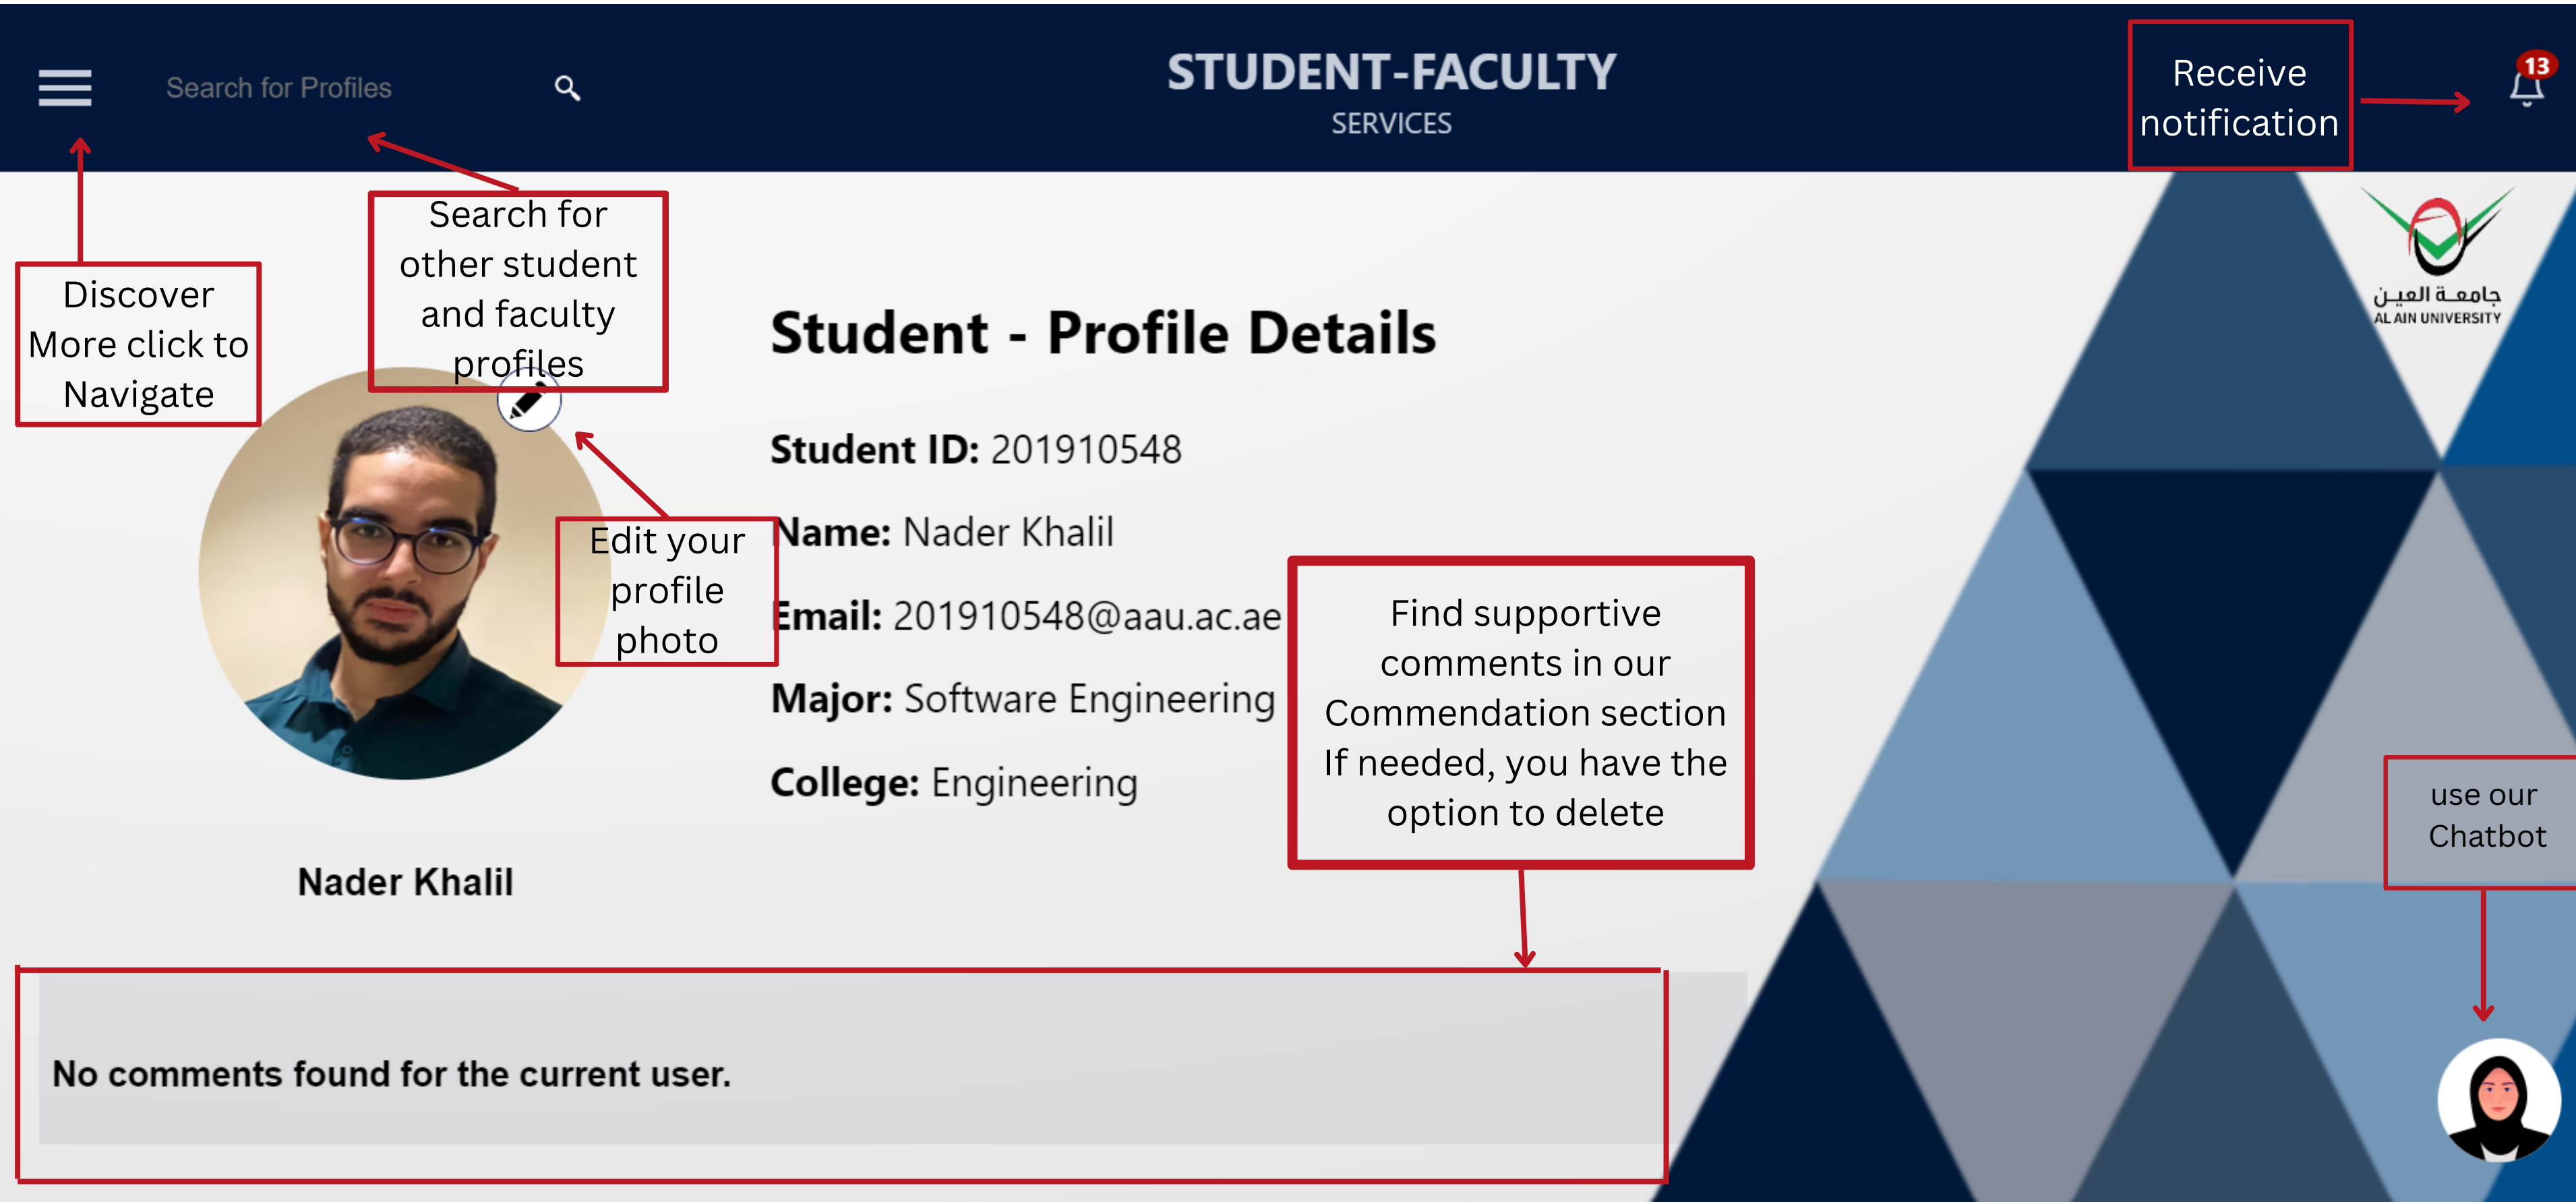 Search for Profiles
STUDENT-FACULTY
SERVICES
Receive
notification
13
Search for
other student
and faculty
profiles
Discover
More click to
Navigate
جامعة العين
AL AIN UNIVERSITY
Student - Profile Details
Student ID: 201910548
Name: Nader Khalil
Edit your
profile
photo
Email: 201910548@aau.ac.ae
Major: Software Engineering
College: Engineering
Find supportive
comments in our
Commendation section
If needed, you have the
option to delete
use our
Chatbot
Nader Khalil
No comments found for the current user.